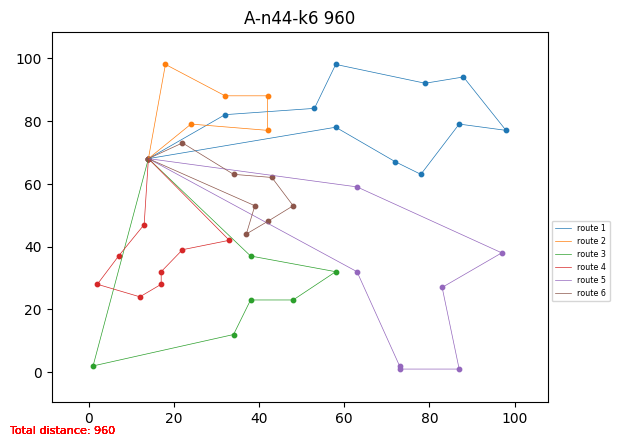 A-n44-k6 960
100
80
60
40
20
0
0 20 40 60 80 100
route 1
route 2
route 3
route 4
route 5
route 6
Total distance: 960